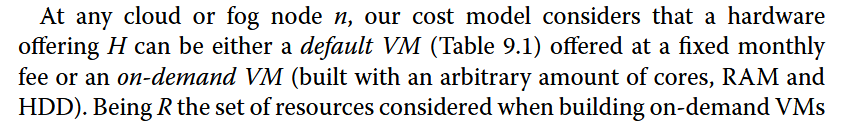 At any cloud or fog node n, our cost model considers that a hardware
offering H can be either a default VM (Table 9.1) offered at a fixed monthly
fee or an on-demand VM (built with an arbitrary amount of cores, RAM and
HDD). Being R the set of resources considered when building on-demand VMs